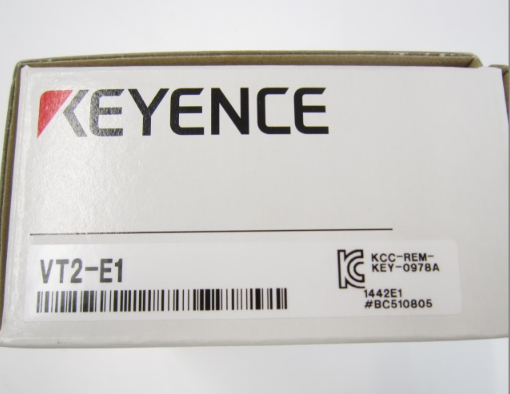 KEYENCE
VT2-E1
KCC-REM-
KEY-0978A
1442E1
#BC510805